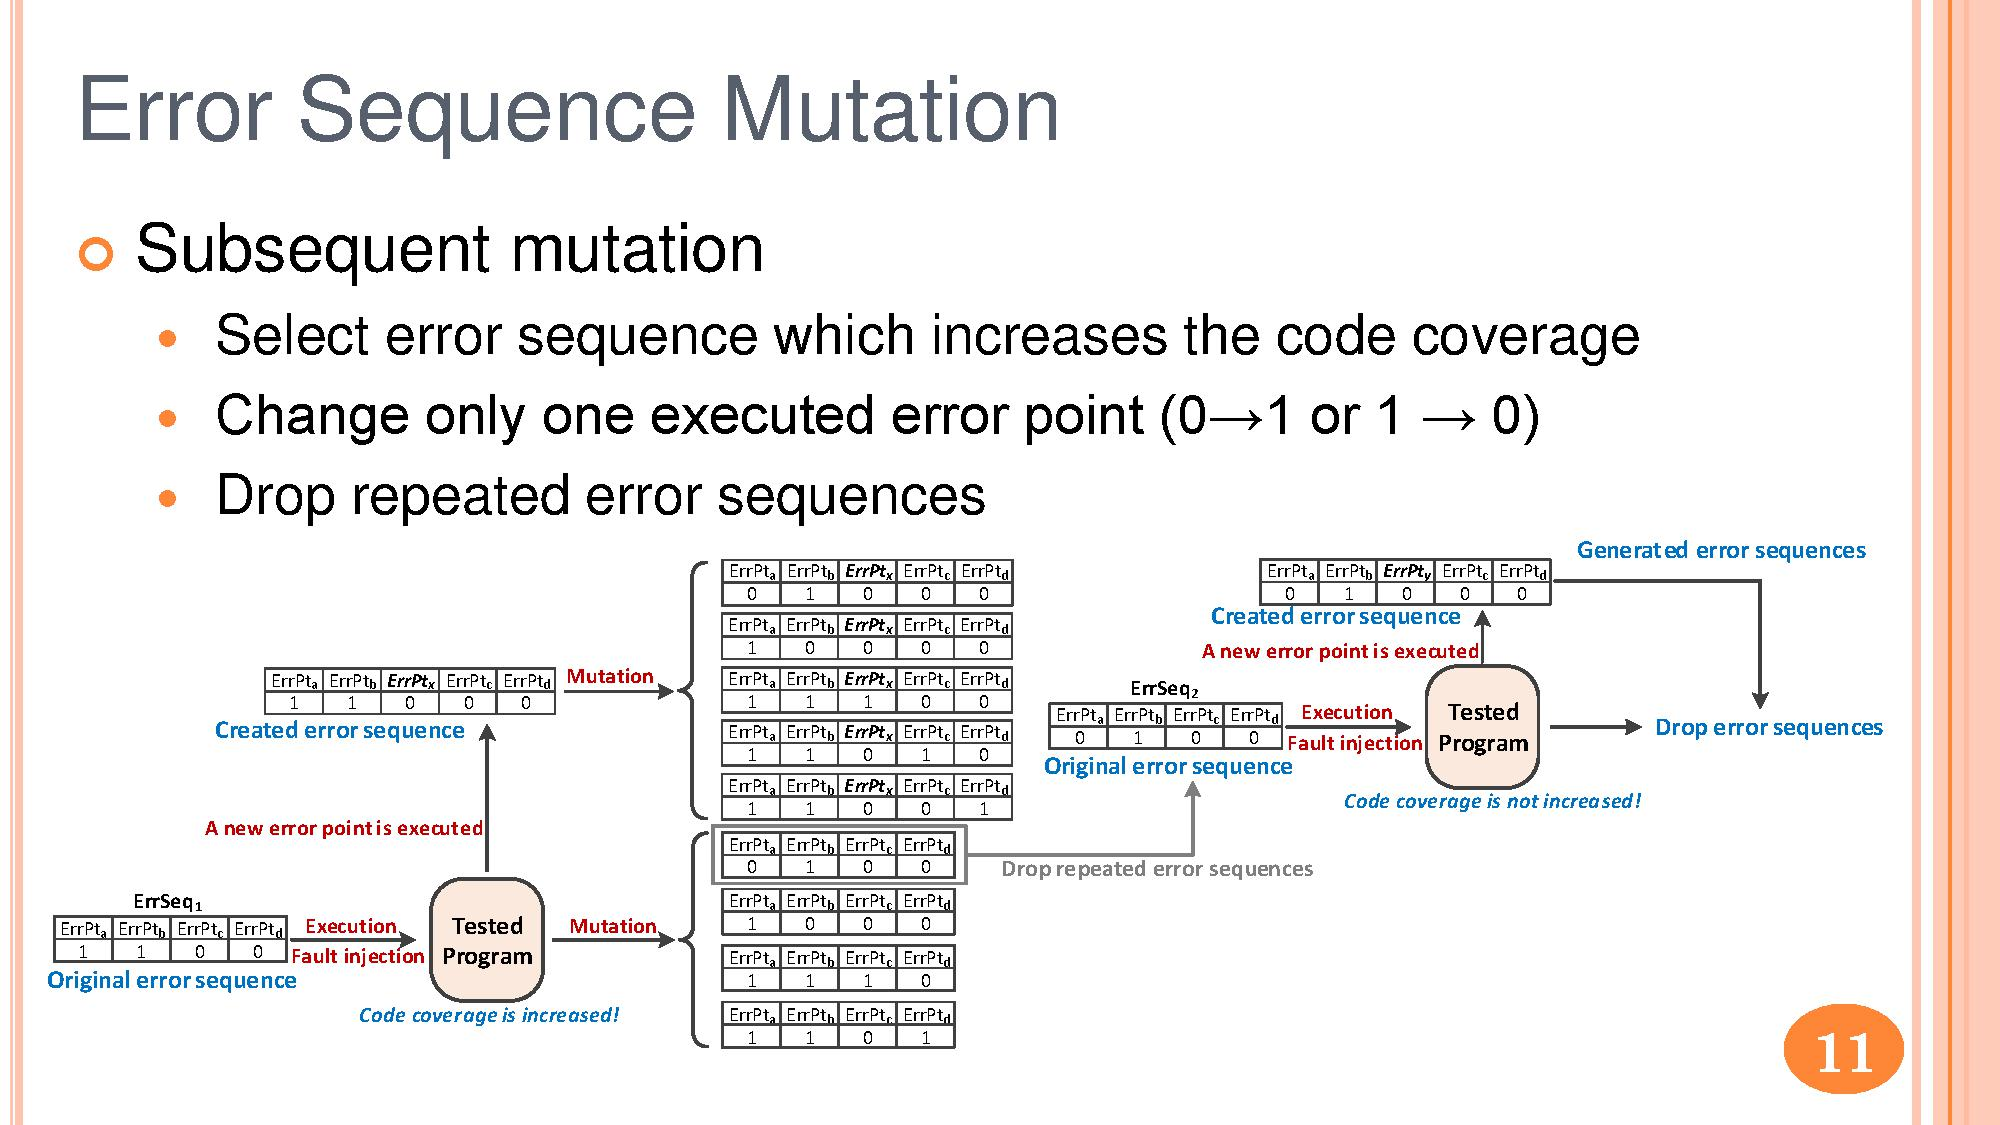 Error Sequence Mutation
Subsequent mutation
Select error sequence which increases the code coverage
Change only one executed error point (0→1 or 1 → 0)
Drop repeated error sequences
ErrPta ErrPtb ErrPtx ErrPtc ErrPtd
1 1 0 0 0
Created error sequence
A new error point is executed
ErrSeq1
ErrPta ErrPtb ErrPtc ErrPtd
1 1 0 0
Original error sequence
Execution
Fault injection
Tested
Program
Code coverage is increased!
Mutation
Mutation
ErrPta ErrPtb ErrPtx ErrPtc ErrPtd
0 1 0 0 0
ErrPta ErrPtb ErrPtx ErrPtc ErrPtd
1 0 0 0 0
ErrPta ErrPtb ErrPtx ErrPtc ErrPtd
1 1 1 0 0
ErrPta ErrPtb ErrPtx ErrPtc ErrPtd
1 1 0 1 0
ErrPta ErrPtb ErrPtx ErrPtc ErrPtd
1 1 0 0 1
ErrPta ErrPtb ErrPtc ErrPtd
0 1 0 0
ErrPta ErrPtb ErrPtc ErrPtd
1 0 0 0
ErrPta ErrPtb ErrPtc ErrPtd
1 1 1 0
ErrPta ErrPtb ErrPtc ErrPtd
1 1 0 1
Drop repeated error sequences
ErrSeq2
ErrPta ErrPtb ErrPtc ErrPtd
0 1 0 0
Original error sequence
Execution
Fault injection
Tested
Program
Code coverage is not increased!
A new error point is executed
ErrPta ErrPtb ErrPty ErrPtc ErrPtd
0 1 0 0 0
Created error sequence
Generated error sequences
Drop error sequences
11